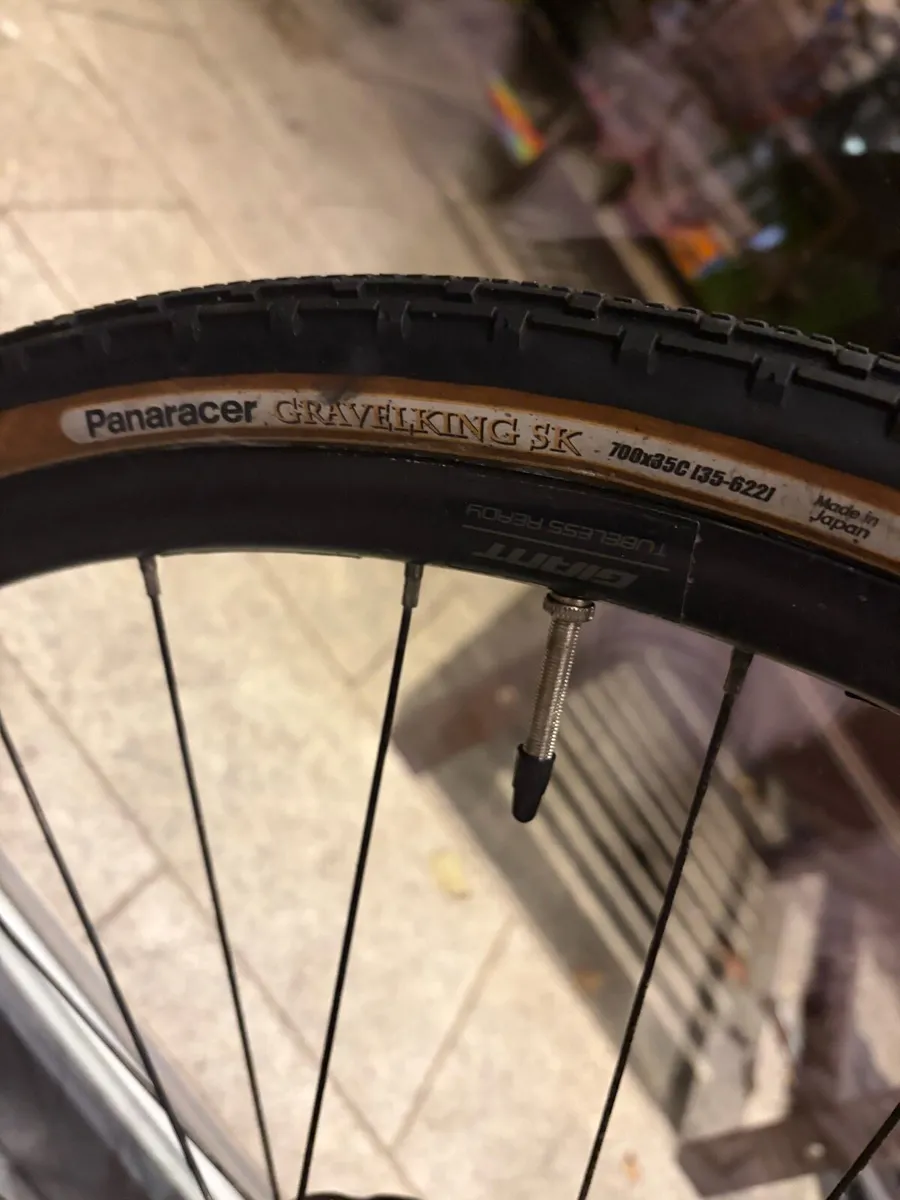 Panaracer GRAVELKING SK 700x35C [35-622]
Made in
Japan
GIANT
TUBELESS READY